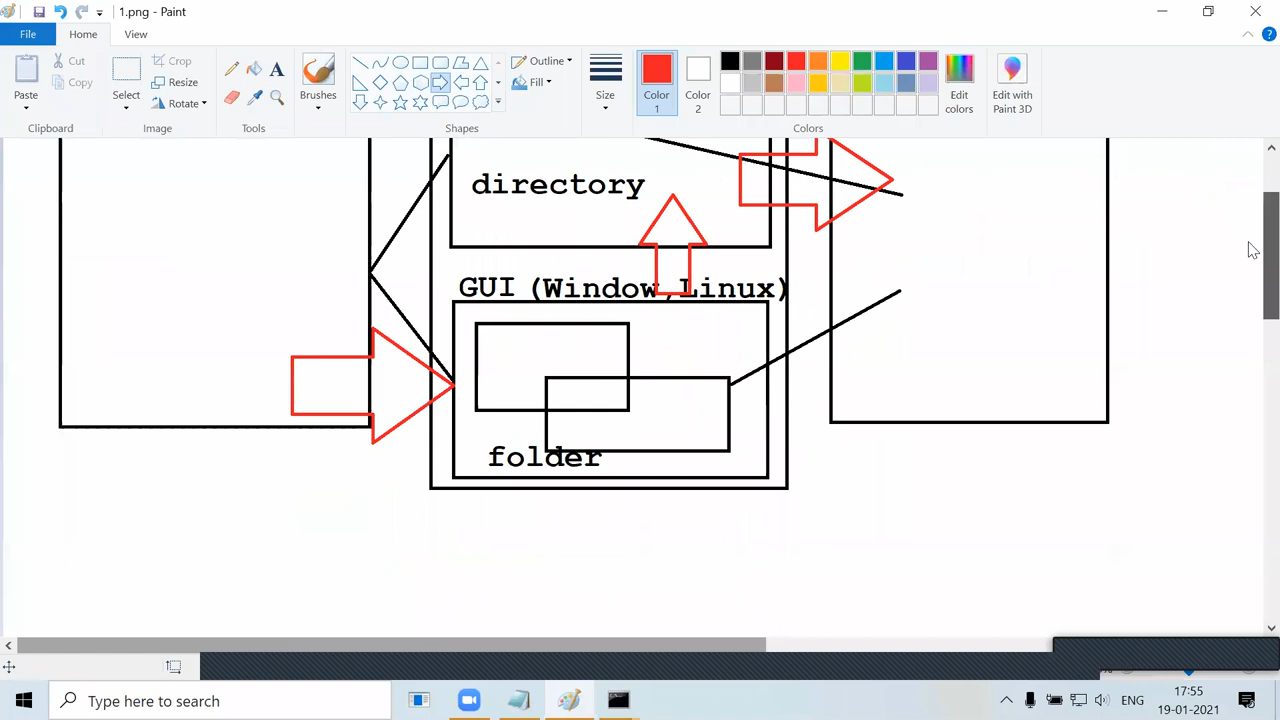 1.png - Paint
File
Home
View
Paste
Cut
Copy
Clipboard
Select
Crop
Resize
Rotate
Image
A
Tools
Brushes
Shapes
Outline
Fill
Size
Color
1
Color
2
Edit
colors
Edit with
Paint 3D
Colors
directory
GUI (Window,Linux)
folder
Type here to search
ENG
17:55
19-01-2021